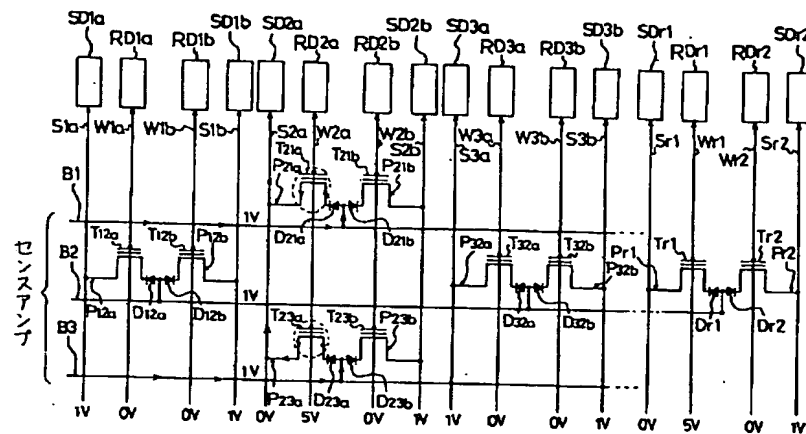 SD1a RD1a RD1b SD1b SD2a RD2a RD2b SD2b SD3a RD3a RD3b SD3b SDr1 RDr1 RDr2 SDr2
S1a W1a W1b S1b S2a W2a W2b S2b S3a W3a W3b S3b Sr1 Wr1 Wr2 Sr2
T21a T21b P21b
P21a
B1 1V D21a D21b
センスアンプ
T12a T12b P12b P32a T32a T32b P32b Pr1 Tr1 Tr2 Pr2
B2 1V
P12a D12a D12b T23a T23b P23b D32a D32b Dr1 Dr2
B3 1V
P23a D23a D23b
1V 0V 0V 1V 0V 5V 0V 1V 1V 0V 0V 1V 0V 5V 0V 1V